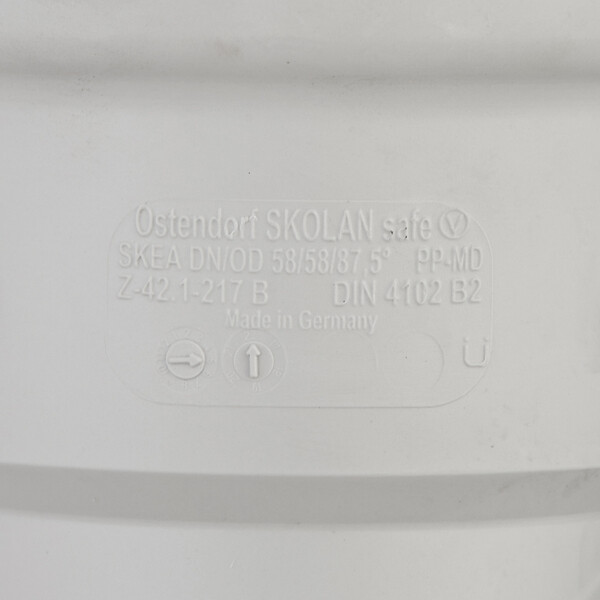 Ostendorf SKOLAN safe Ⓥ
SKEA DN/OD 58/58/87,5° PP-MD
Z-42.1-217 B DIN 4102 B2
Made in Germany
Ü